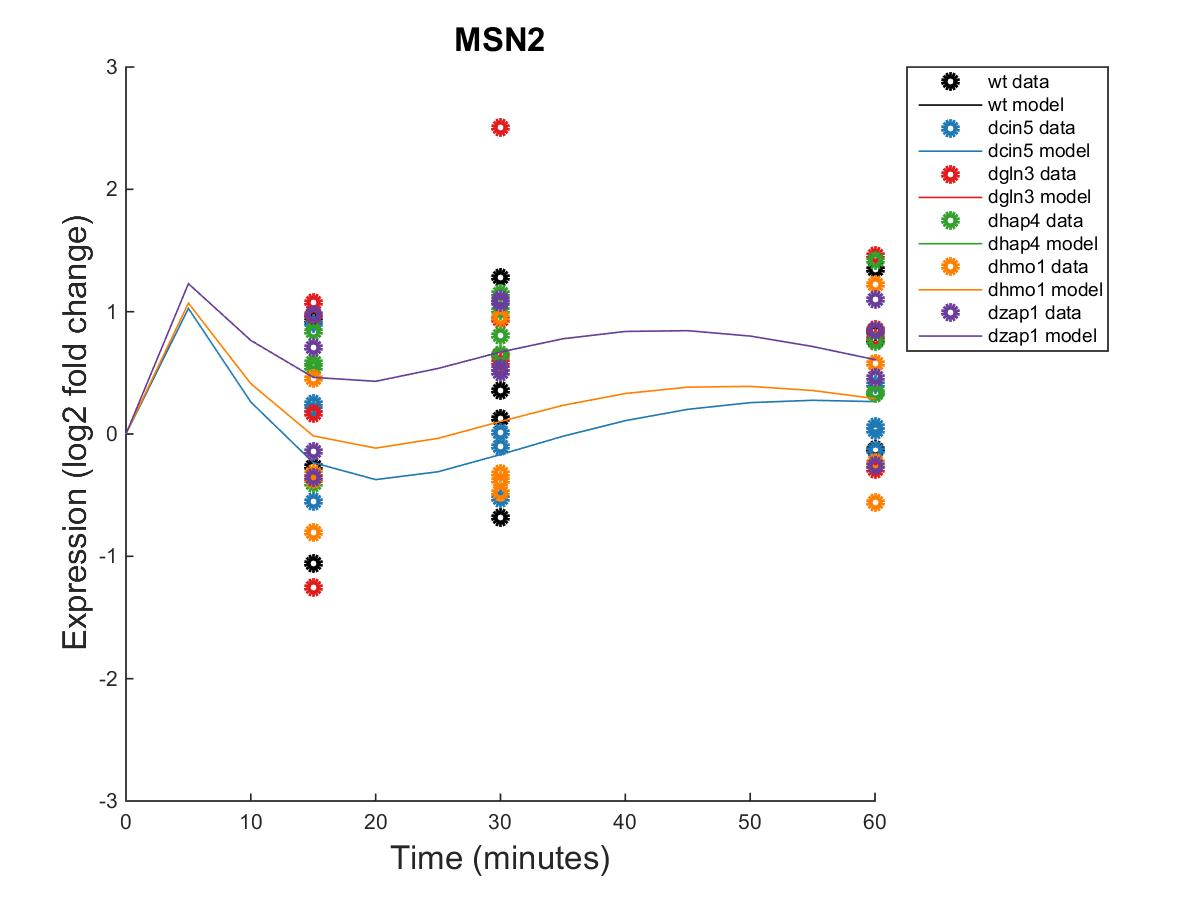 MSN2
3
2
1
0
-1
-2
-3
Expression (log2 fold change)
0 10 20 30 40 50 60
Time (minutes)
wt data
wt model
dcin5 data
dcin5 model
dgln3 data
dgln3 model
dhap4 data
dhap4 model
dhmo1 data
dhmo1 model
dzap1 data
dzap1 model